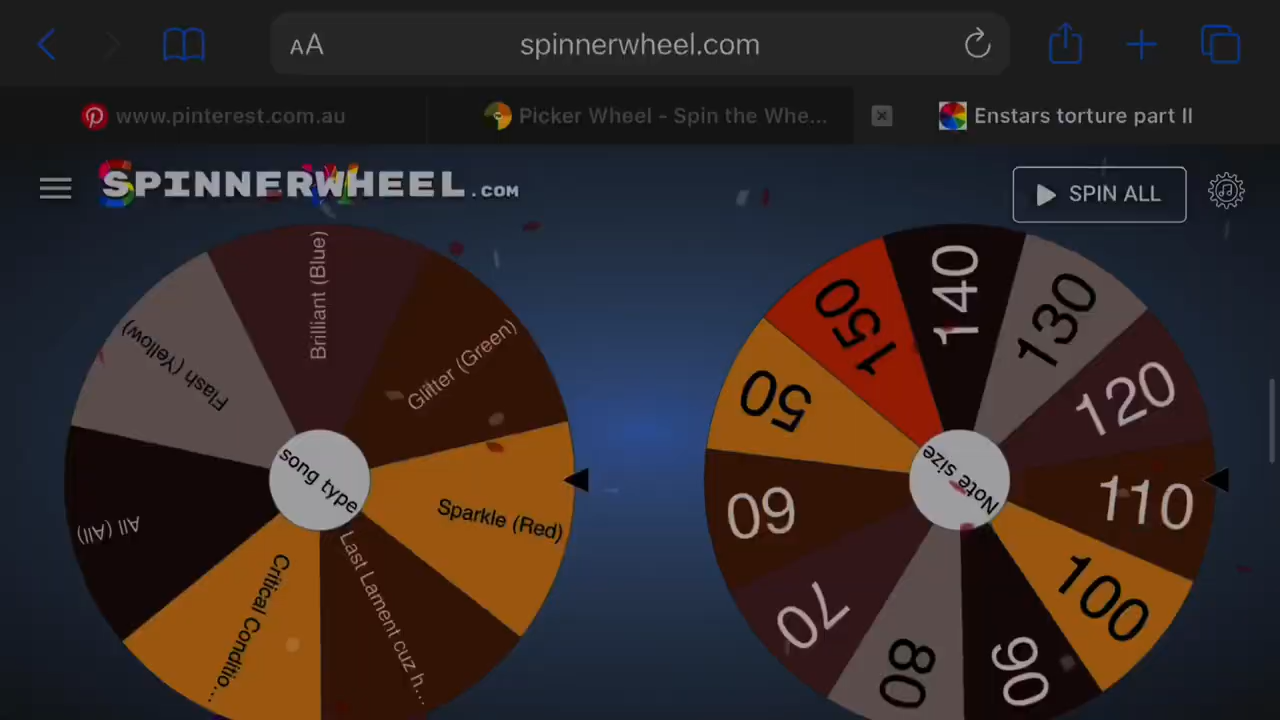 AA
spinnerwheel.com
www.pinterest.com.au
Picker Wheel - Spin the Whe...
Enstars torture part II
SPINNERWHEEL.COM
SPIN ALL
song type
Brilliant (Blue)
Glitter (Green)
Sparkle (Red)
Last Lament cuz h...
Critical Conditio...
All (All)
Flash (Yellow)
Note size
140
130
120
110
100
90
80
70
60
50
150